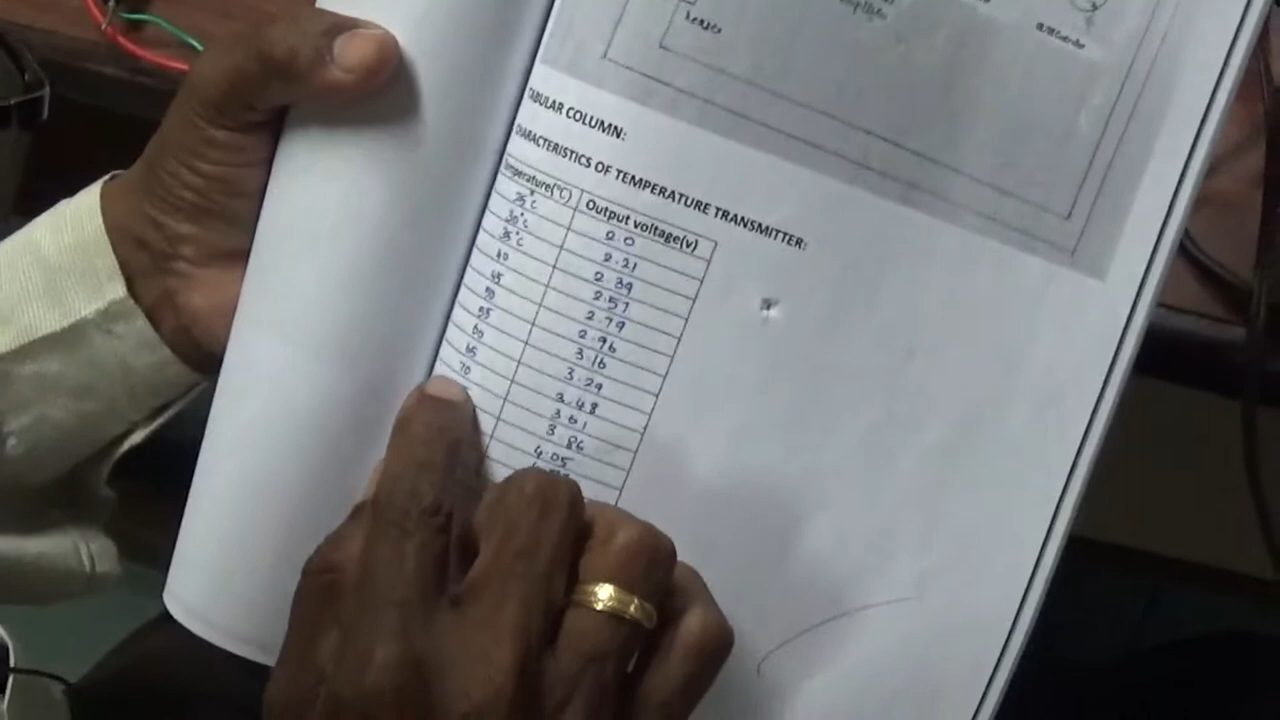 sensor
TABULAR COLUMN:
CHARACTERISTICS OF TEMPERATURE TRANSMITTER:
Temperature(°C) Output voltage(v)
25°C 2.0
30°C 2.21
35°C 2.39
40 2.57
45 2.79
50 2.96
55 3.16
60 3.29
65 3.48
70 3.61
3.86
4.05